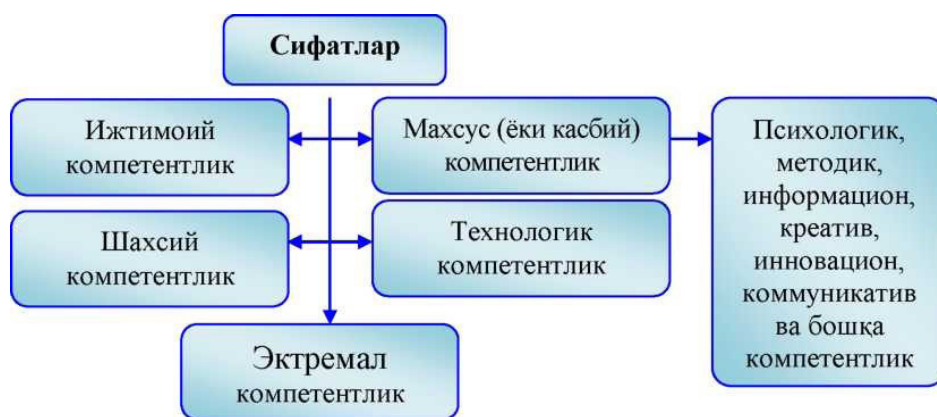 Сифатлар
Ижтимоий
компетентлик
Махсус (ёки касбий)
компетентлик
Психологик,
методик,
информацион,
креатив,
инновацион,
коммуникатив
ва бошқа
компетентлик
Шахсий
компетентлик
Технологик
компетентлик
Эктремал
компетентлик